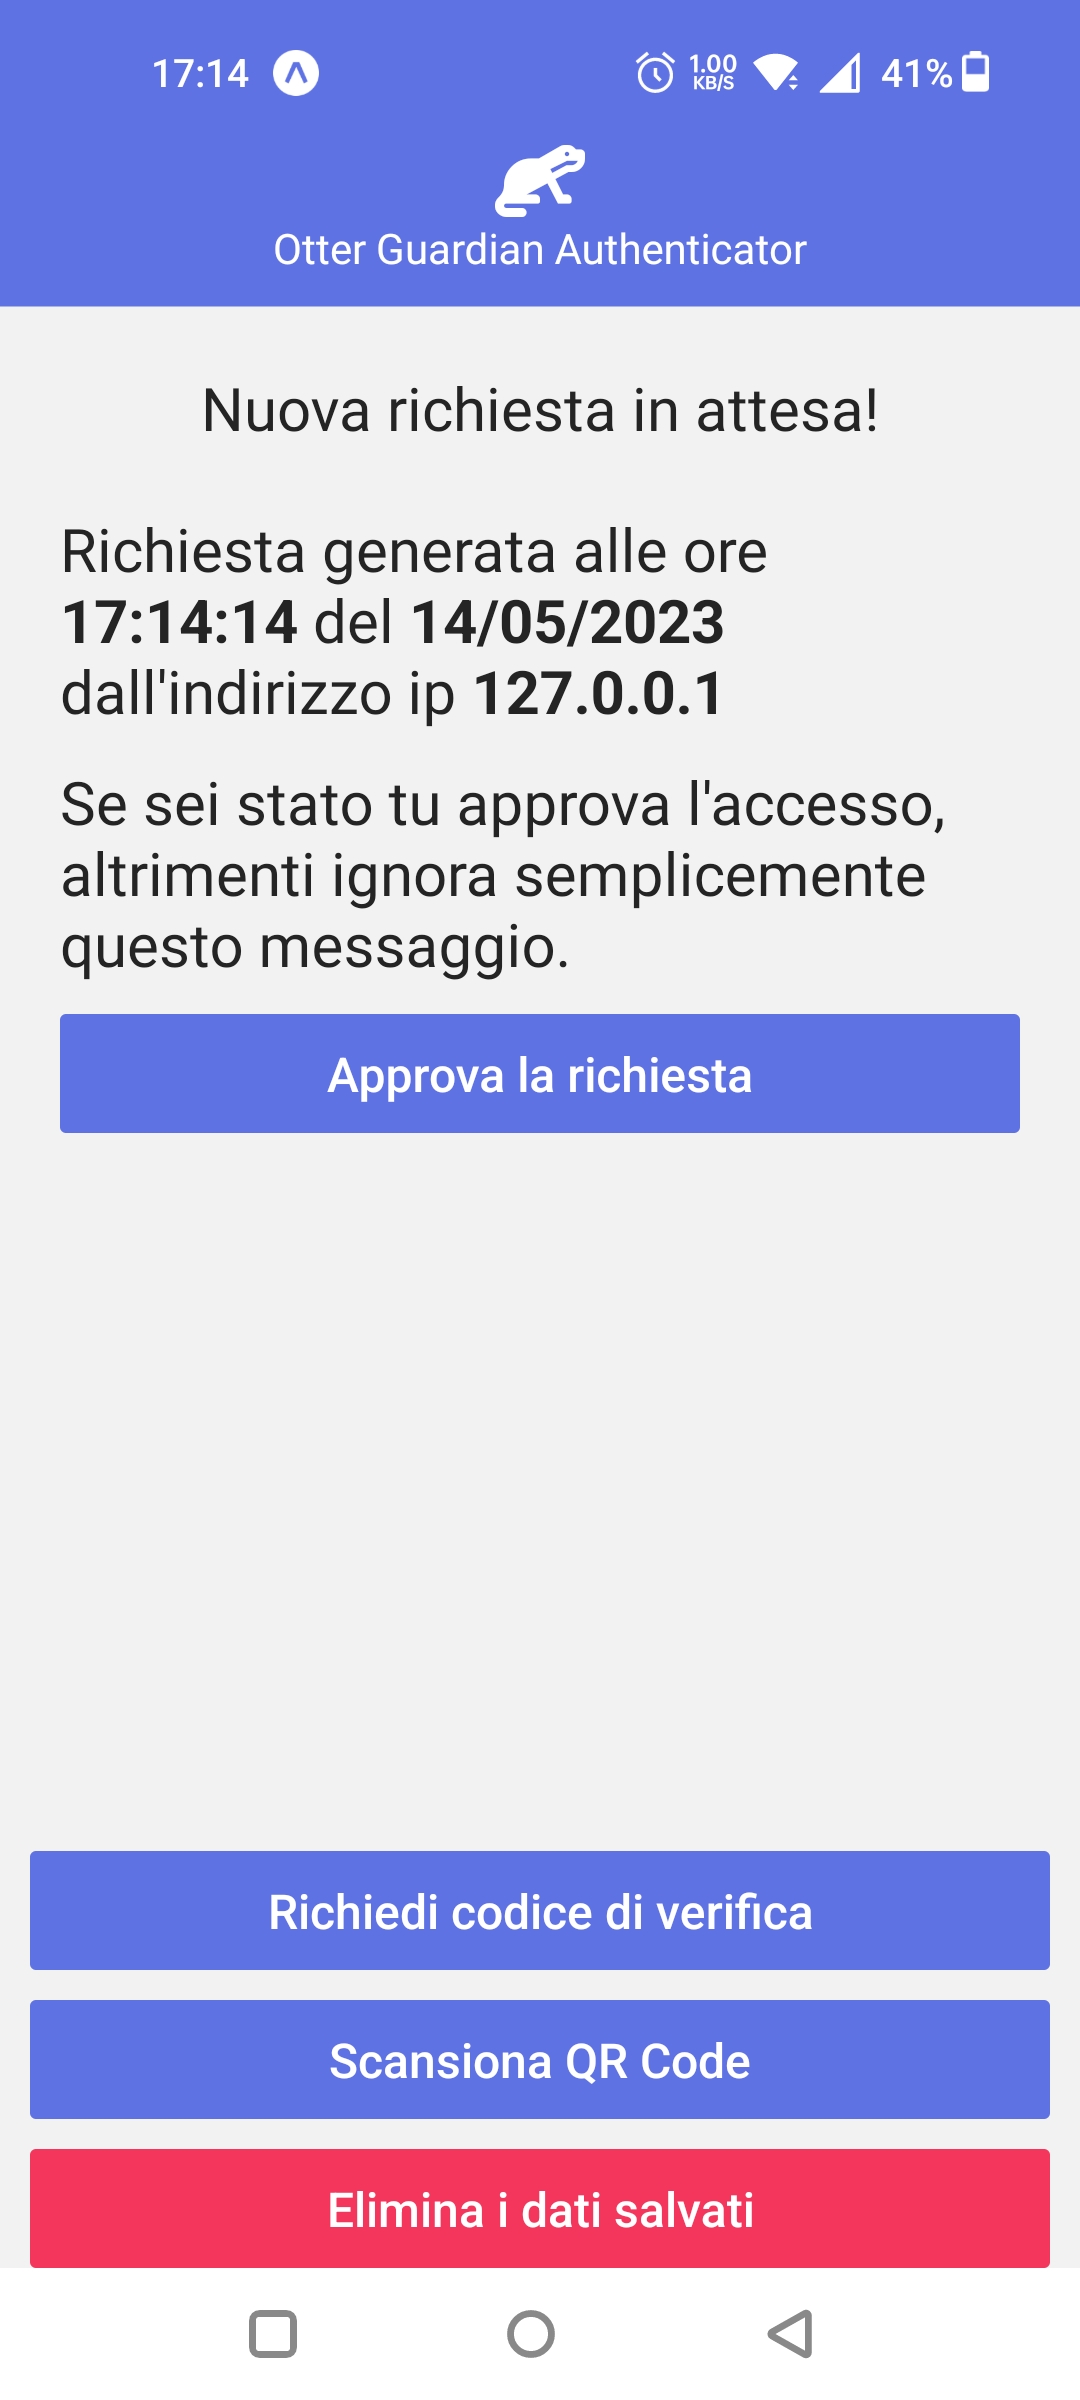 17:14
1.00
KB/S
41%
Otter Guardian Authenticator
Nuova richiesta in attesa!
Richiesta generata alle ore
17:14:14 del 14/05/2023
dall'indirizzo ip 127.0.0.1
Se sei stato tu approva l'accesso,
altrimenti ignora semplicemente
questo messaggio.
Approva la richiesta
Richiedi codice di verifica
Scansiona QR Code
Elimina i dati salvati